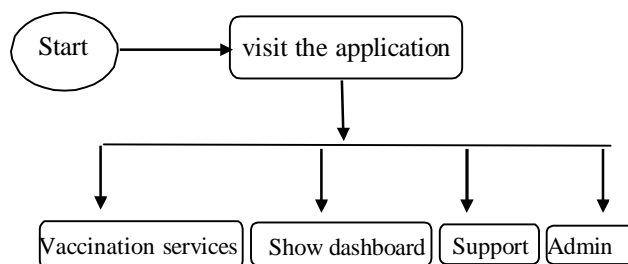 Start
visit the application
Vaccination services
Show dashboard
Support
Admin